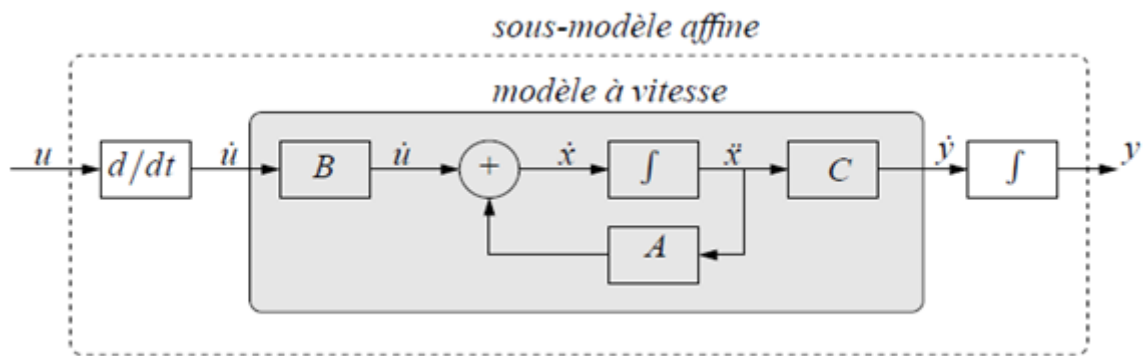 sous-modèle affine
modèle à vitesse
u d/dt u̇ B u̇ + ẋ ∫ ẍ C ẏ ∫ y
A